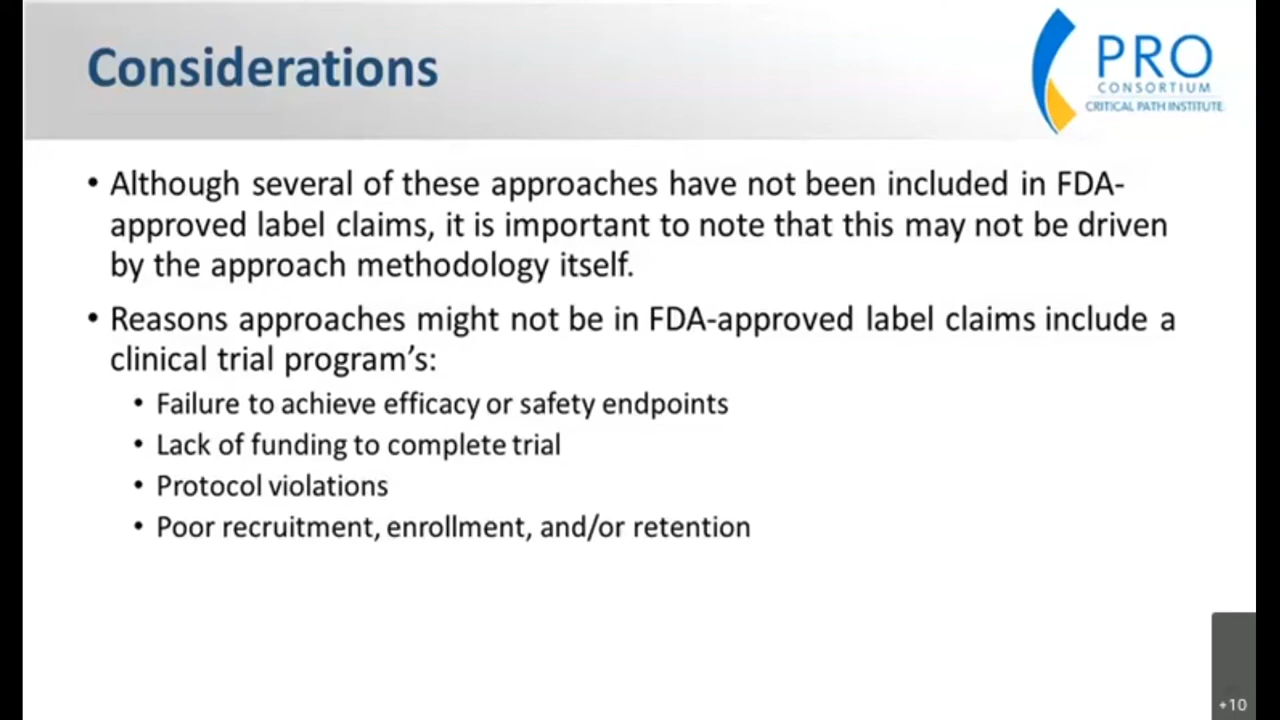 Considerations
PRO
CONSORTIUM
CRITICAL PATH INSTITUTE
• Although several of these approaches have not been included in FDA-
approved label claims, it is important to note that this may not be driven
by the approach methodology itself.
• Reasons approaches might not be in FDA-approved label claims include a
clinical trial program’s:
• Failure to achieve efficacy or safety endpoints
• Lack of funding to complete trial
• Protocol violations
• Poor recruitment, enrollment, and/or retention
+10